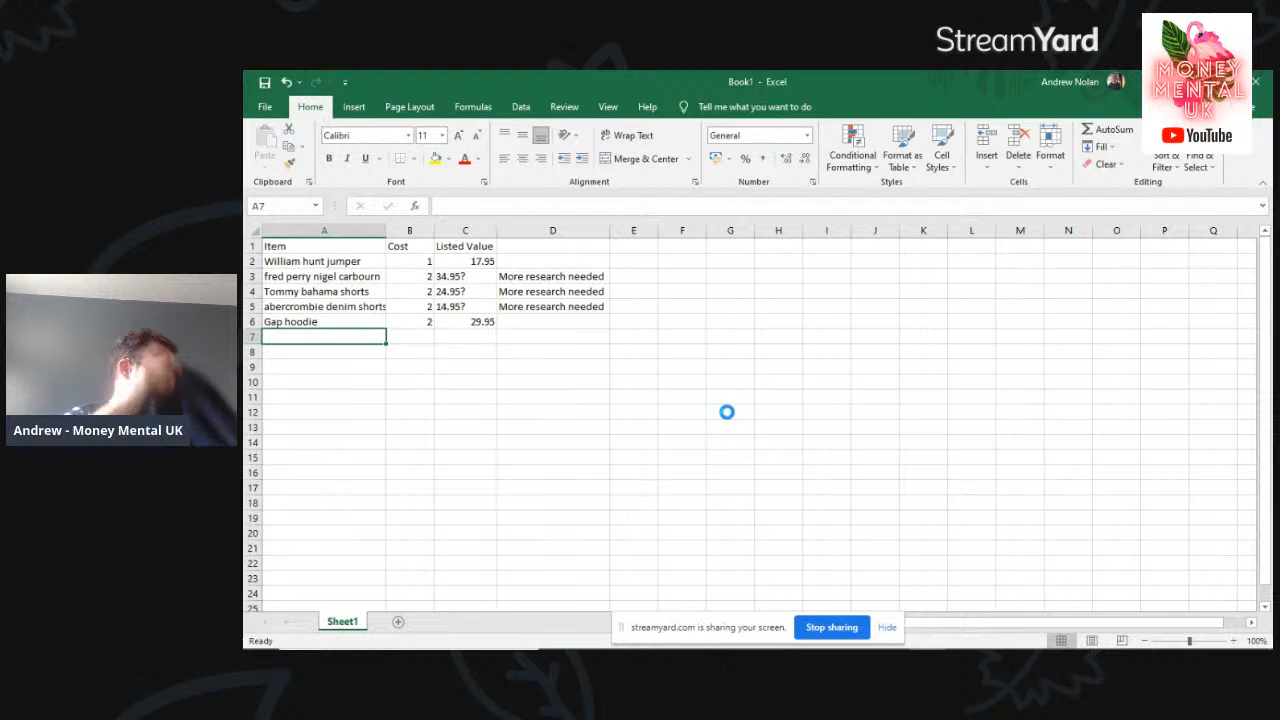 StreamYard
MONEY
MENTAL
UK
YouTube
Book1 - Excel
Andrew Nolan
File Home Insert Page Layout Formulas Data Review View Help Tell me what you want to do
Paste
Calibri 11
B I U
Wrap Text
Merge & Center
General
Conditional Formatting
Format as Table
Cell Styles
Insert
Delete
Format
AutoSum
Fill
Clear
Sort & Filter
Find & Select
Clipboard Font Alignment Number Styles Cells Editing
A7 fx
A B C D E F G H I J K L M N O P Q
1 Item Cost Listed Value
2 William hunt jumper 1 17.95
3 fred perry nigel carbourn 2 34.95? More research needed
4 Tommy bahama shorts 2 24.95? More research needed
5 abercrombie denim shorts 2 14.95? More research needed
6 Gap hoodie 2 29.95
7
8
9
10
11
12
13
14
15
16
17
18
19
20
21
22
23
24
25
Andrew - Money Mental UK
Sheet1
streamyard.com is sharing your screen. Stop sharing Hide
Ready 100%